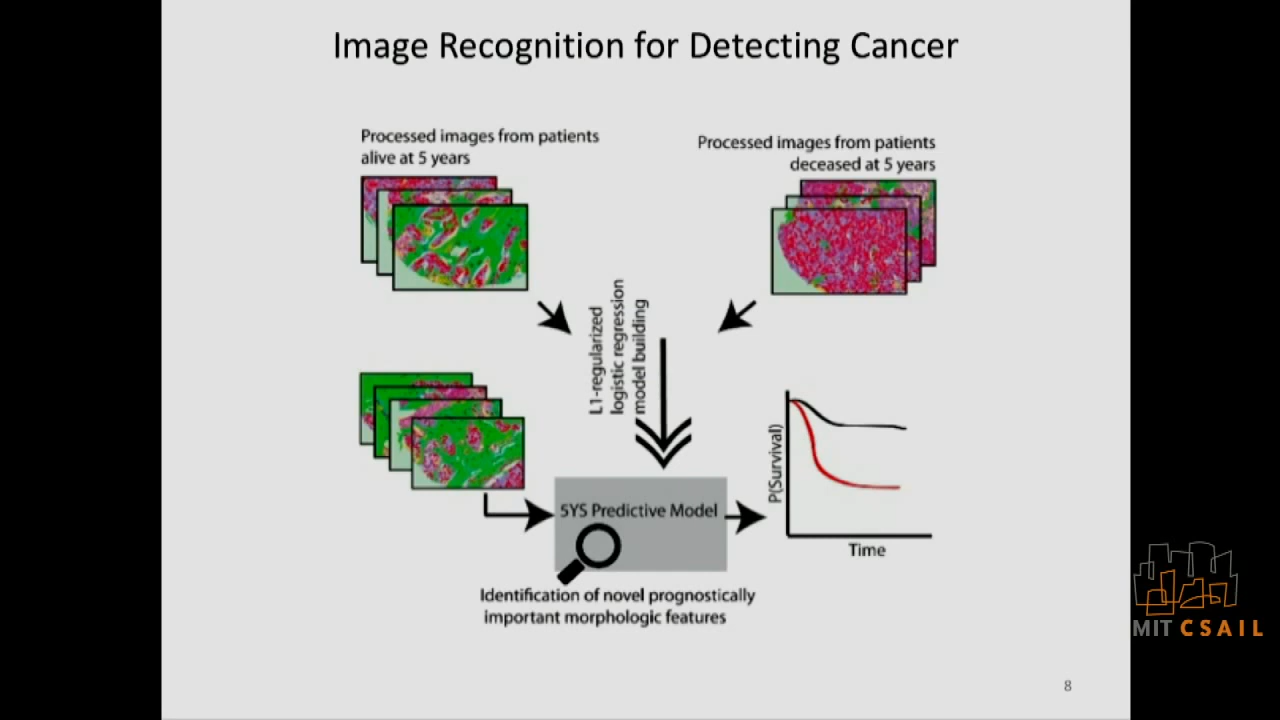 Image Recognition for Detecting Cancer
Processed images from patients
alive at 5 years
Processed images from patients
deceased at 5 years
L1-regularized
logistic regression
model building
5YS Predictive Model
P(Survival)
Time
Identification of novel prognostically
important morphologic features
MIT CSAIL
8